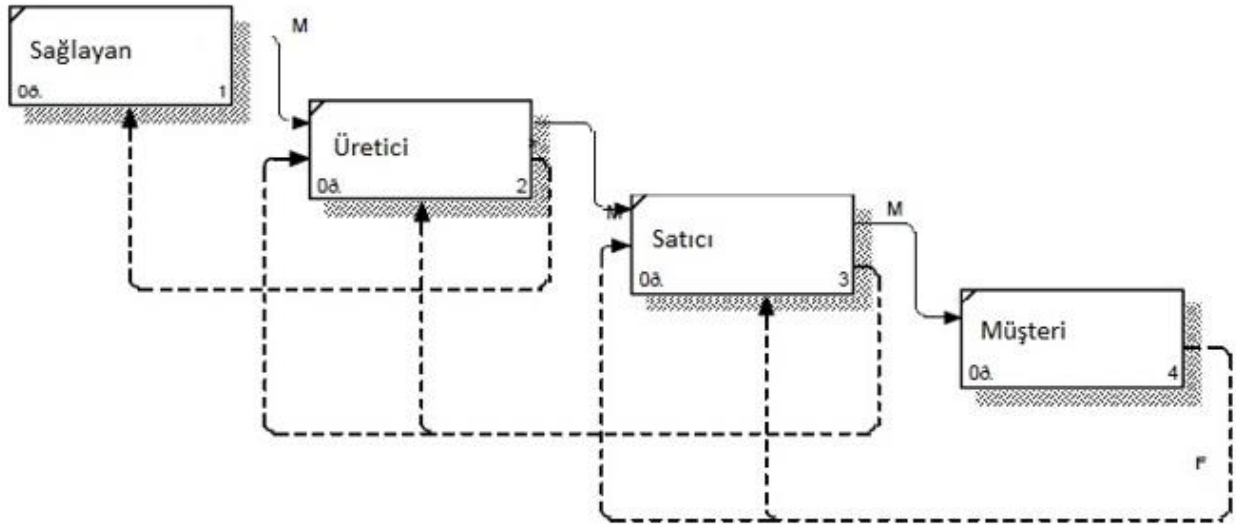 M
Sağlayan
0ð. 1
Üretici
0ð. 2
M
Satıcı
0ð. 3
M
Müşteri
0ð. 4
F